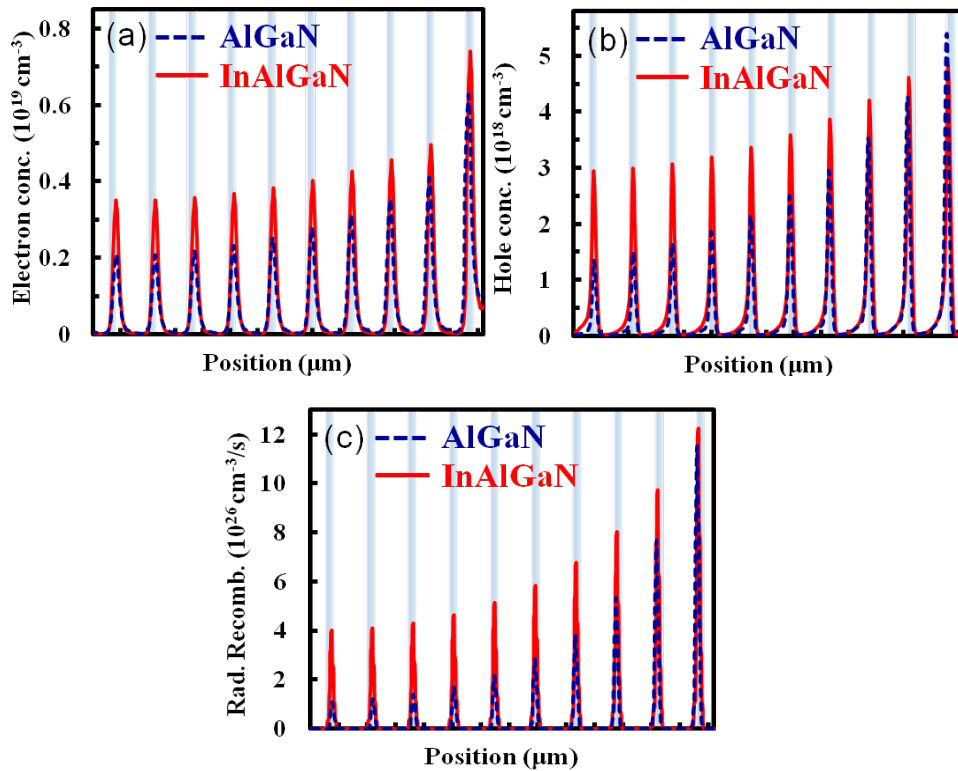 (a)
AlGaN
InAlGaN
Electron conc. (10¹⁹ cm⁻³)
0.8
0.6
0.4
0.2
0
Position (µm)
(b)
AlGaN
InAlGaN
Hole conc. (10¹⁸ cm⁻³)
5
4
3
2
1
0
Position (µm)
(c)
AlGaN
InAlGaN
Rad. Recomb. (10²⁶ cm⁻³/s)
12
10
8
6
4
2
0
Position (µm)